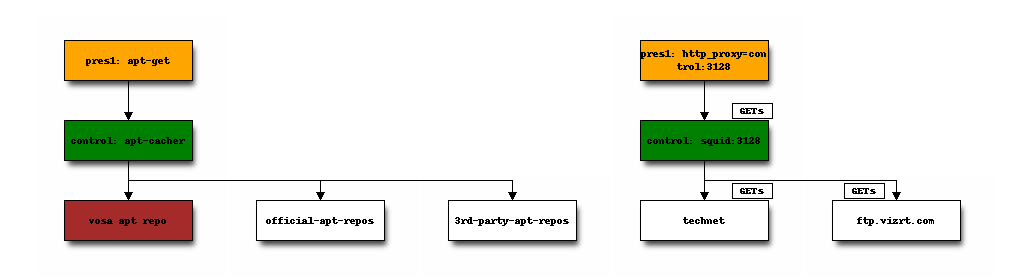 pres1: apt-get
pres1: http_proxy=con
trol:3128
GETs
control: apt-cacher
control: squid:3128
GETs
GETs
vosa apt repo
official-apt-repos
3rd-party-apt-repos
technet
ftp.vizrt.com